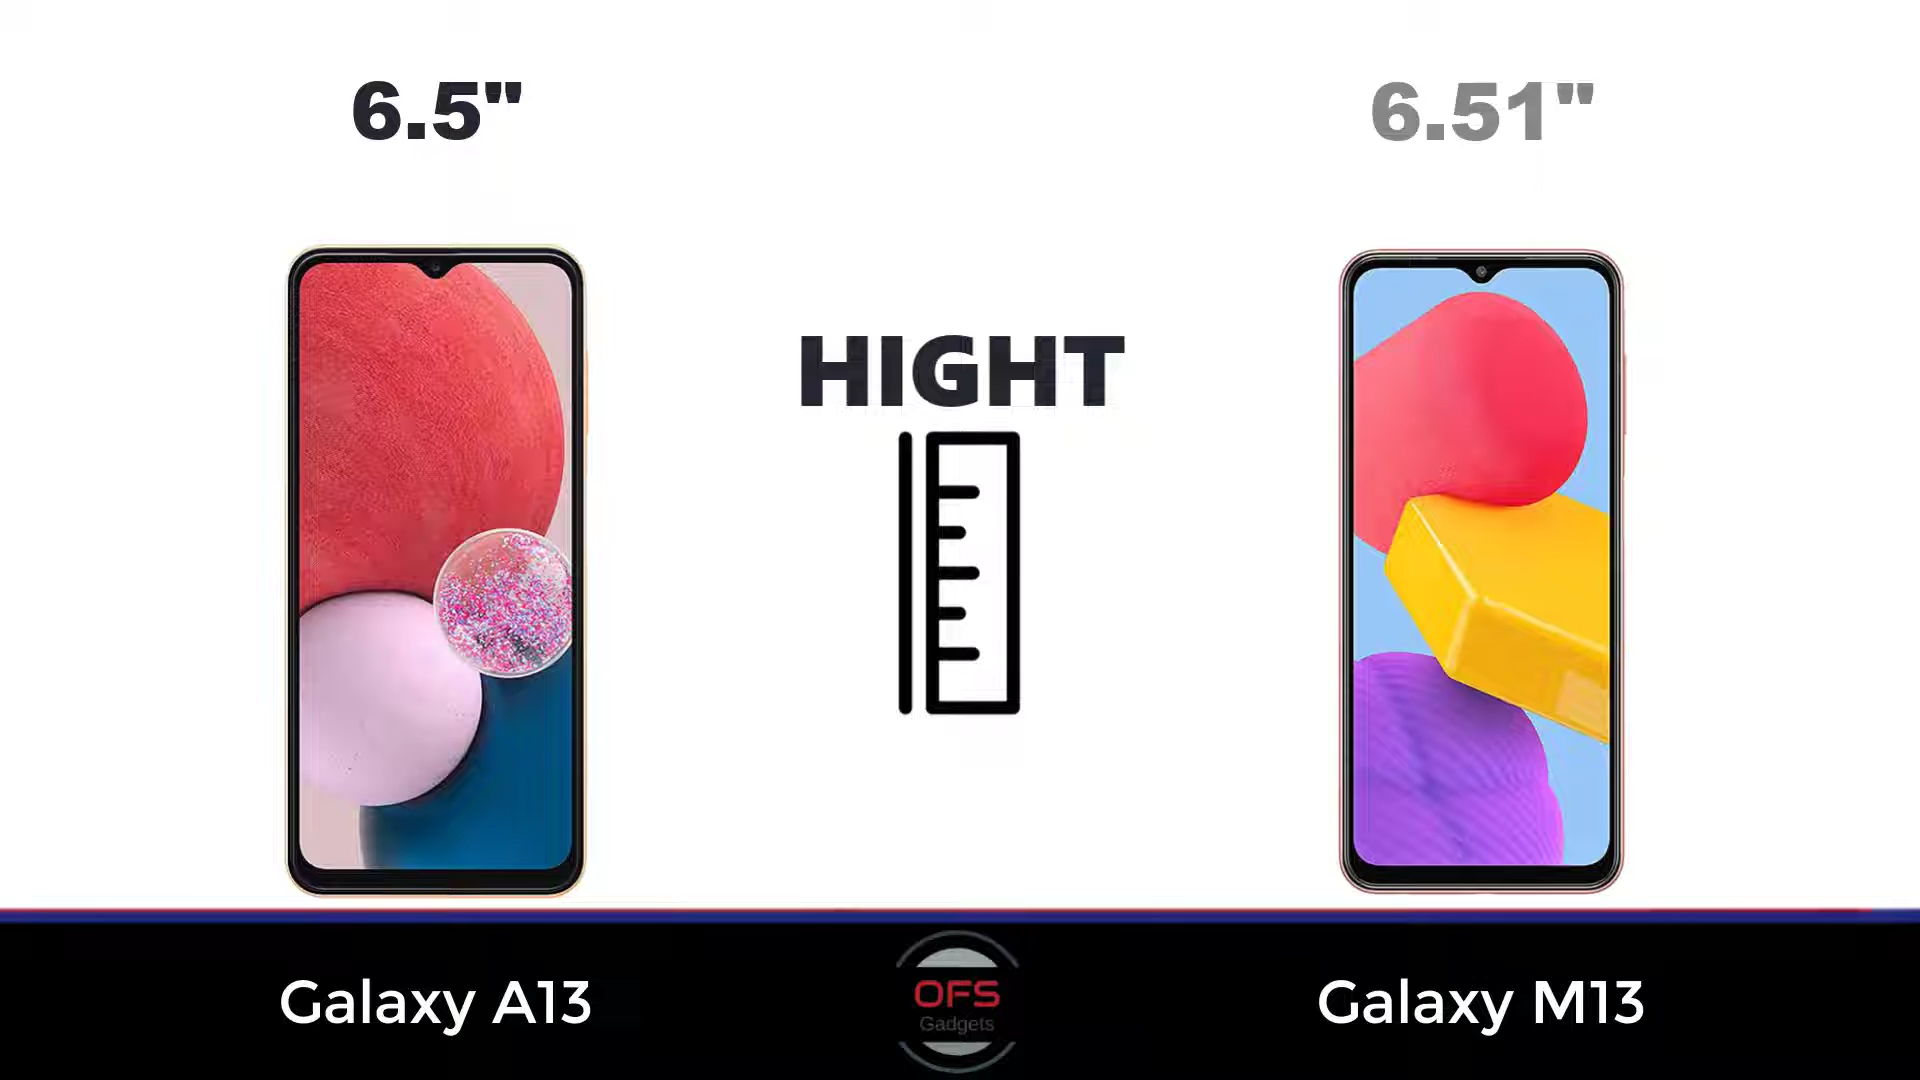 6.5"
6.51"
HIGHT
Galaxy A13
OFS
Gadgets
Galaxy M13